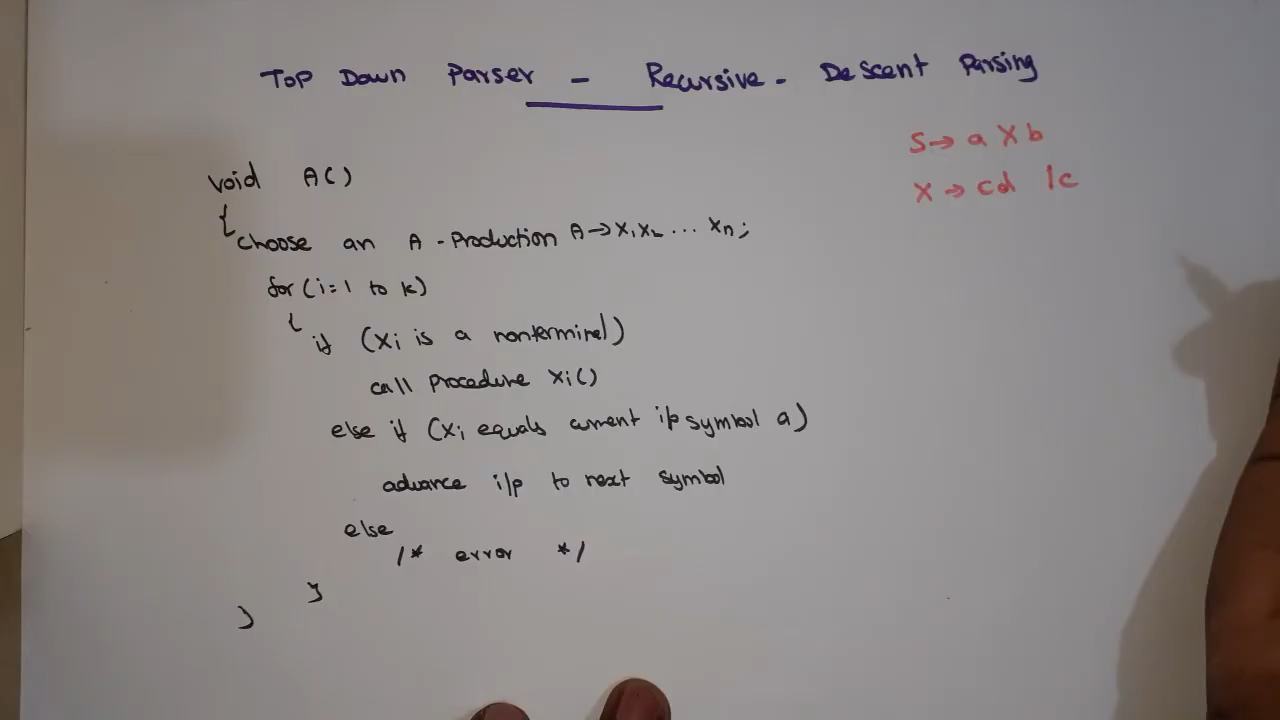 Top Down Parser - Recursive - Descent Parsing
S → a X b
X → cd | c
void A()
{
choose an A - Production A → X₁X₂ ... Xn;
for (i=1 to k)
{
if (Xi is a nonterminal)
call Procedure Xi()
else if (Xi equals current i/p symbol a)
advance i/p to next symbol
else
/* error */
}
}